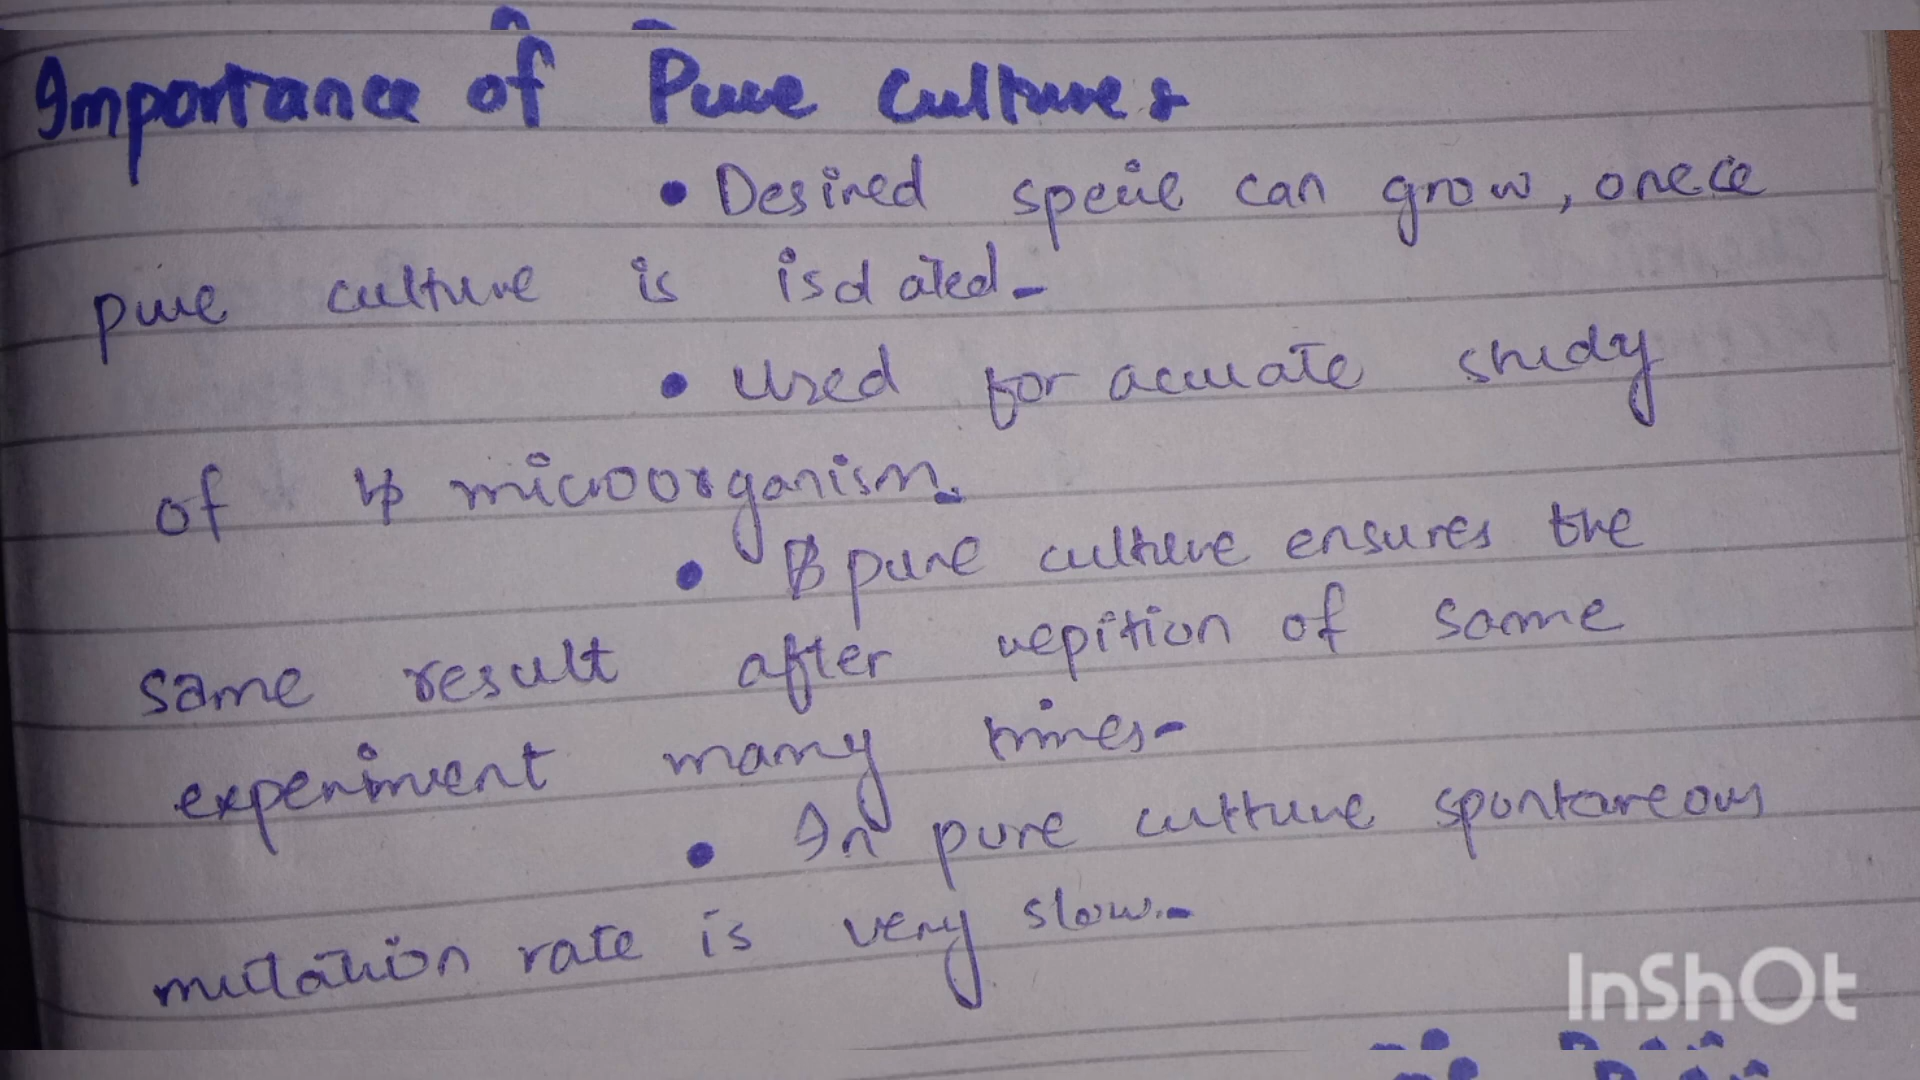 Importance of Pure Culture:
• Desired specie can grow, onece
pure culture is isolated.
• Used for accurate study
of microorganism.
• pure culture ensures the
same result after repition of same
experiment many times.
• In pure culture spontaneous
mutation rate is very slow.
InShOt